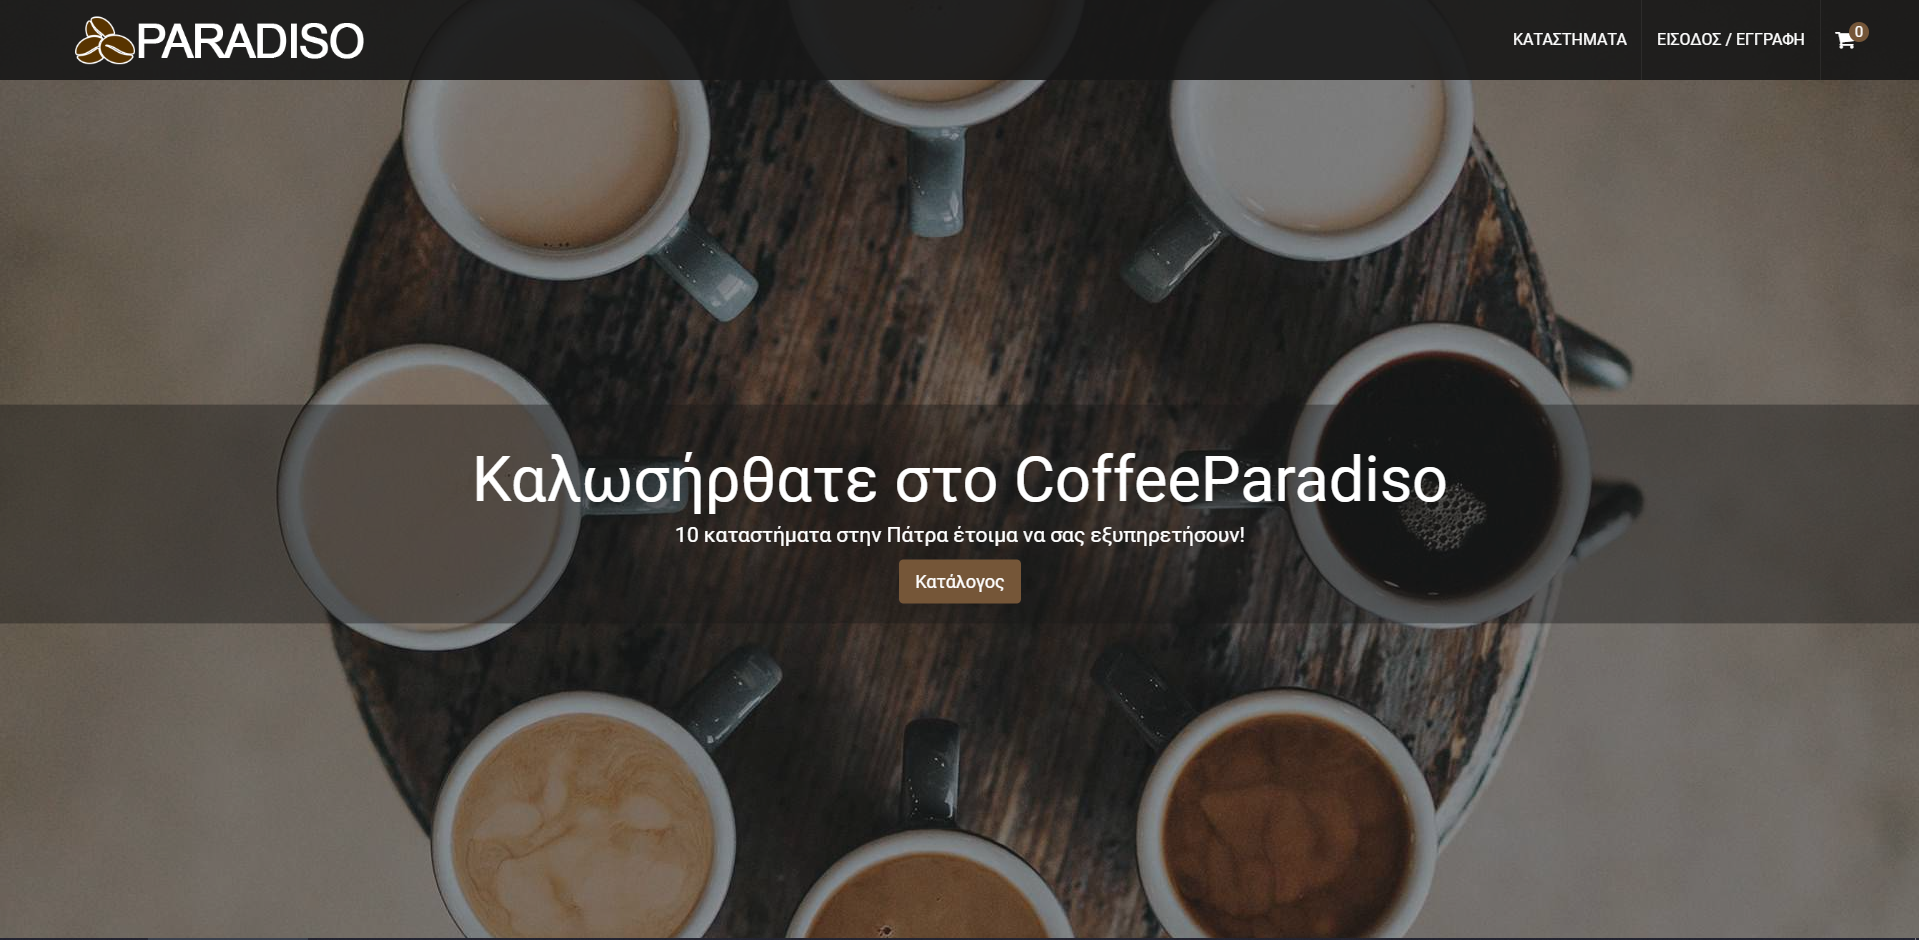 PARADISO
ΚΑΤΑΣΤΗΜΑΤΑ
ΕΙΣΟΔΟΣ / ΕΓΓΡΑΦΗ
0
Καλωσήρθατε στο CoffeeParadiso
10 καταστήματα στην Πάτρα έτοιμα να σας εξυπηρετήσουν!
Κατάλογος